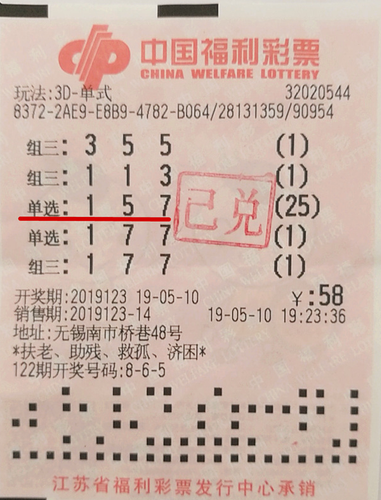 中国福利彩票
CHINA WELFARE LOTTERY
玩法:3D-单式 32020544
8372-2AE9-E8B9-4782-B064/28131359/90954
组三: 3 5 5 (1)
组三: 1 1 3 (1)
单选: 1 5 7 (25)
已兑
单选: 1 7 7 (1)
组三: 1 7 7 (1)
开奖期:2019123 19-05-10 ￥:58
销售期:2019123-14 19-05-10 19:23:36
地址:无锡南市桥巷48号
*扶老、助残、救孤、济困*
122期开奖号码:8-6-5
江苏省福利彩票发行中心承销